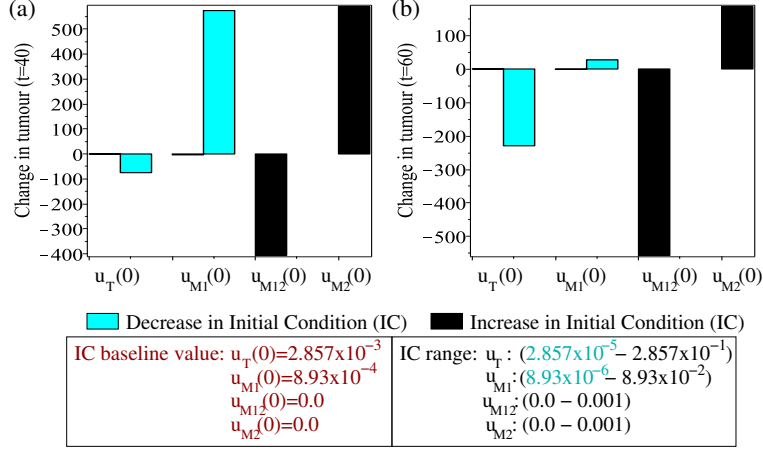 (a)
Change in tumour (t=40)
500
400
300
200
100
0
−100
−200
−300
−400
u_T(0) u_M1(0) u_M12(0) u_M2(0)
(b)
Change in tumour (t=60)
100
0
−100
−200
−300
−400
−500
u_T(0) u_M1(0) u_M12(0) u_M2(0)
Decrease in Initial Condition (IC) Increase in Initial Condition (IC)
IC baseline value: u_T(0)=2.857x10^−3
u_M1(0)=8.93x10^−4
u_M12(0)=0.0
u_M2(0)=0.0
IC range: u_T: (2.857x10^−5 − 2.857x10^−1)
u_M1: (8.93x10^−6 − 8.93x10^−2)
u_M12: (0.0 − 0.001)
u_M2: (0.0 − 0.001)